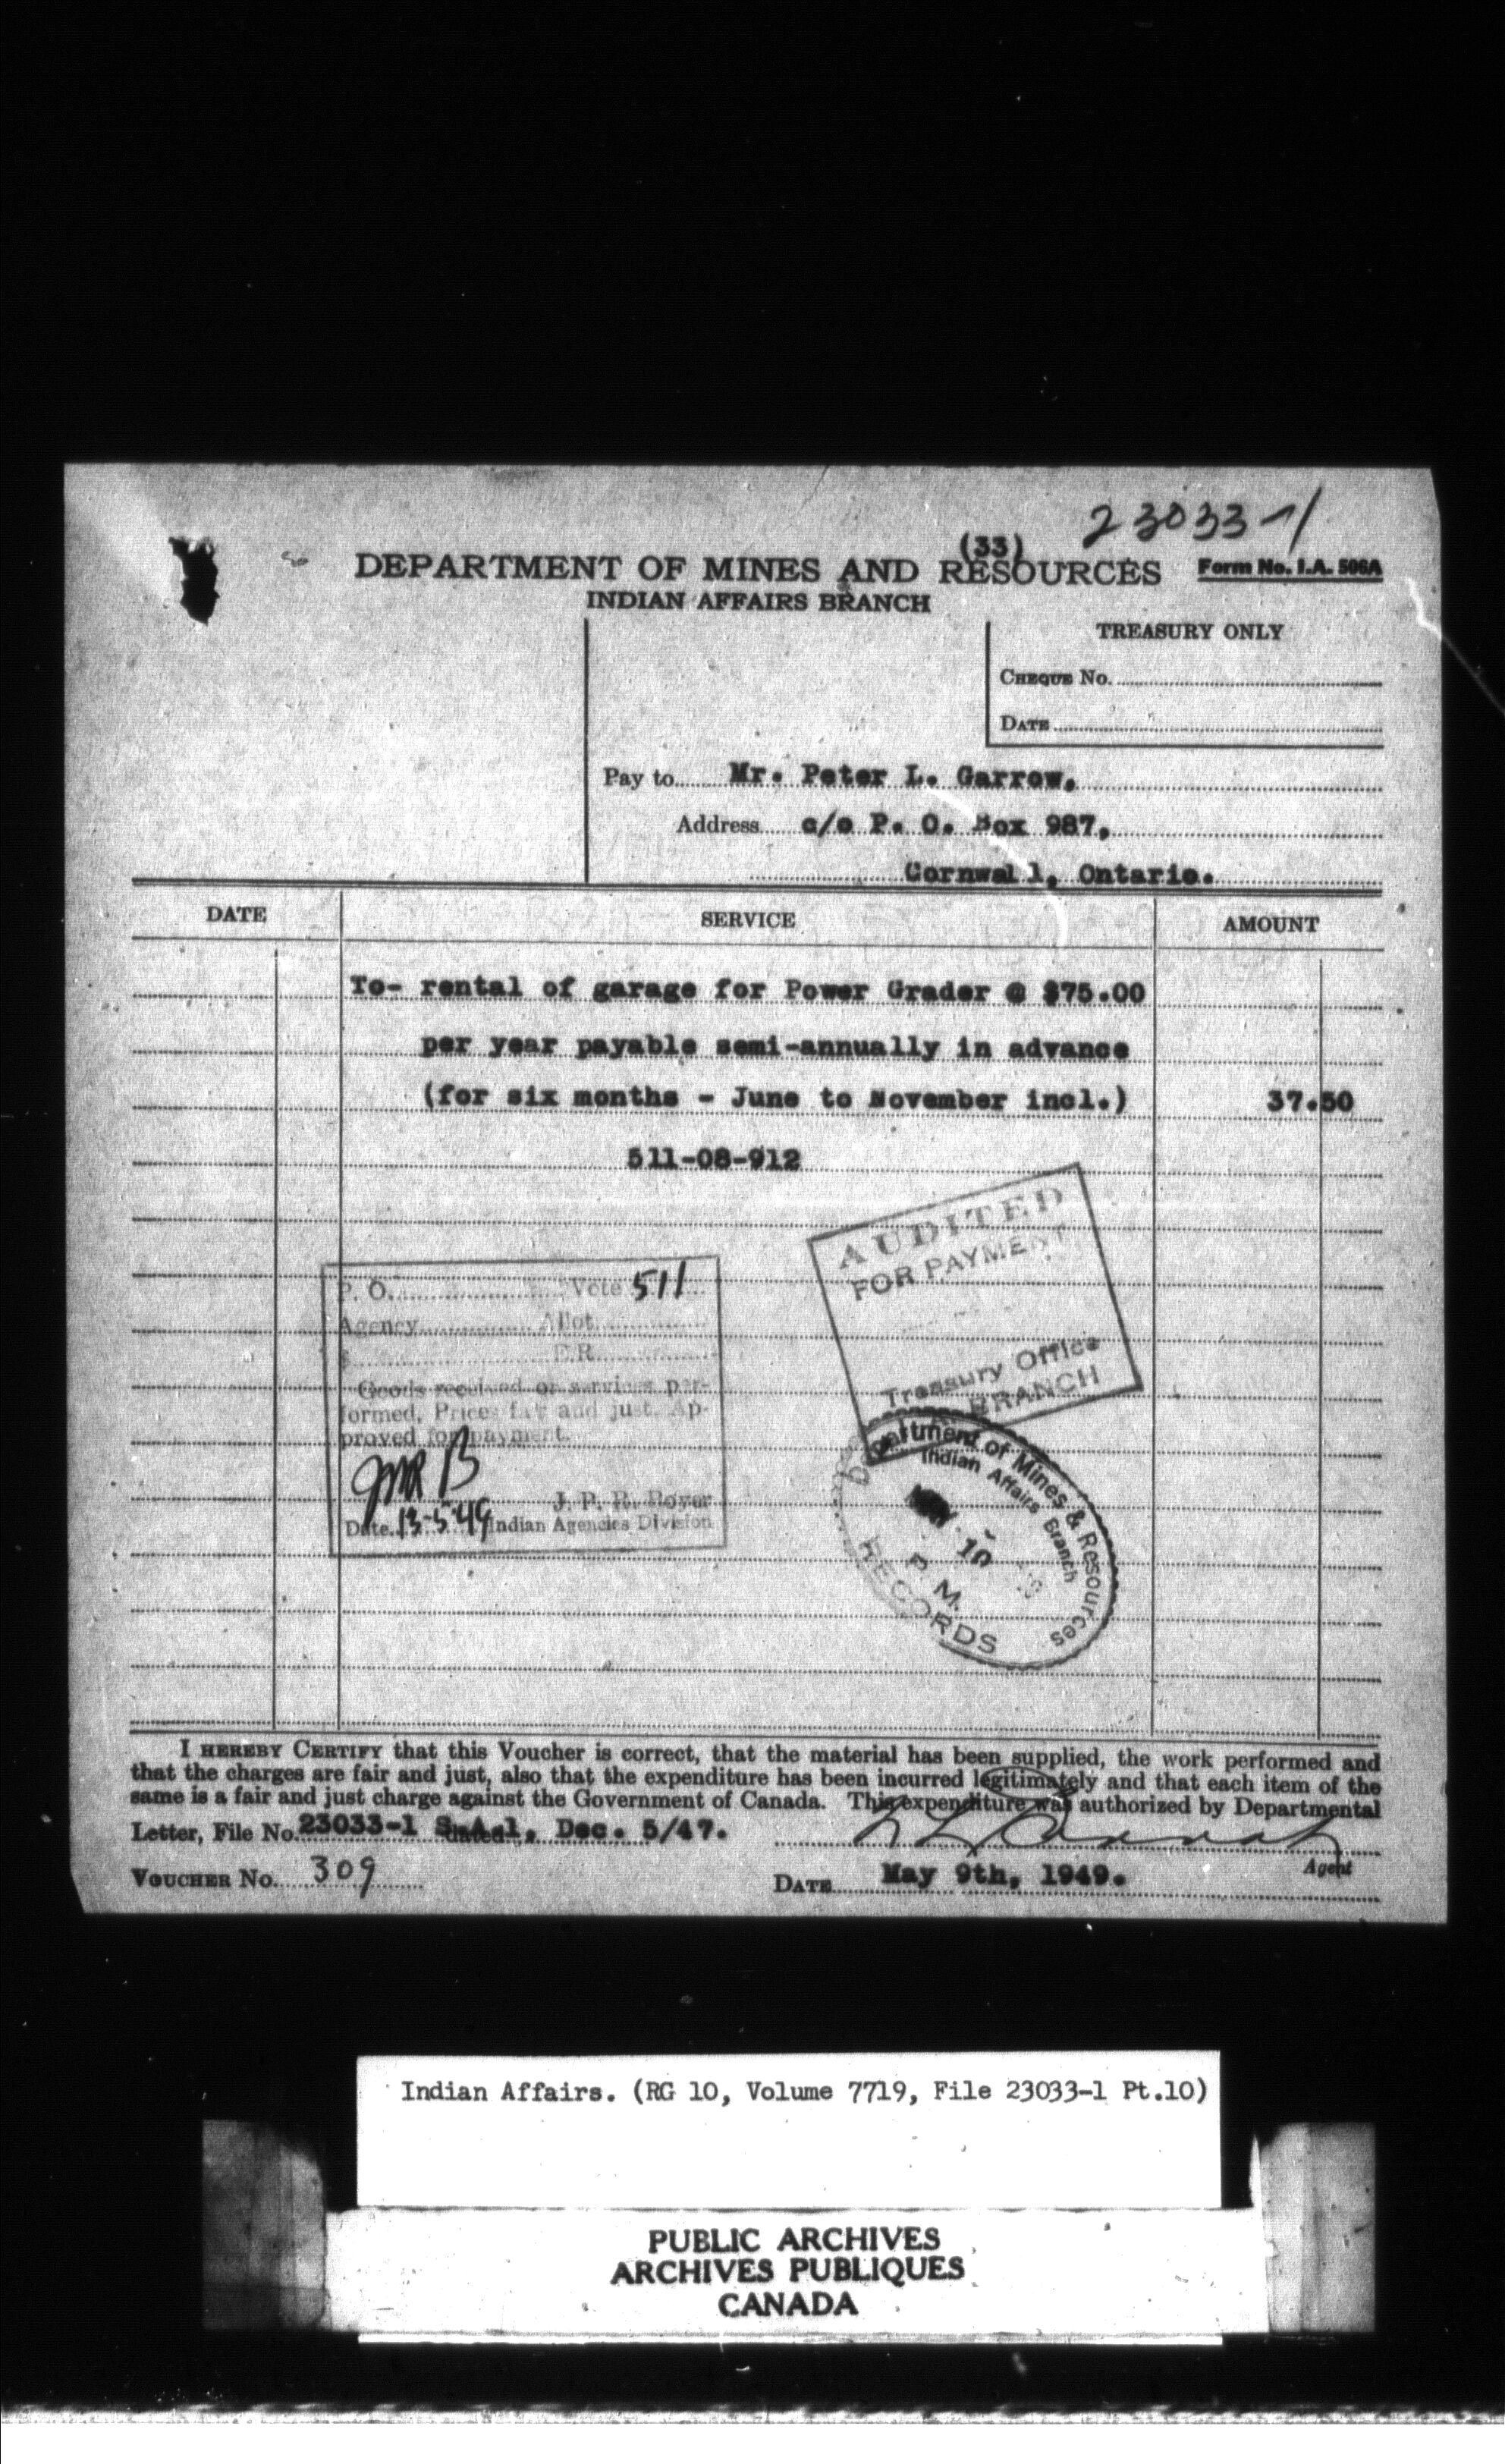 23033-1
(33)
DEPARTMENT OF MINES AND RESOURCES
Form No. I.A. 506A
INDIAN AFFAIRS BRANCH
TREASURY ONLY
CHEQUE No.
DATE
Pay to Mr. Peter L. Garrow,
Address c/o P. O. Box 987,
Cornwall, Ontario.
DATE SERVICE AMOUNT
To- rental of garage for Power Grader @ $75.00
per year payable semi-annually in advance
(for six months - June to November incl.) 37.50
511-08-912
AUDITED
FOR PAYMENT
Treasury Office
BRANCH
P. O. Vote 511
Agency Allot.
$ E.R.
Goods received or services per-
formed. Prices fair and just. Ap-
proved for payment.
J. P. R.
Date 13-5-49 Indian Agencies Division
Department of Mines & Resources
Indian Affairs Branch
10
P. M.
RECORDS
I HEREBY CERTIFY that this Voucher is correct, that the material has been supplied, the work performed and
that the charges are fair and just, also that the expenditure has been incurred legitimately and that each item of the
same is a fair and just charge against the Government of Canada. This expenditure was authorized by Departmental
Letter, File No. 23033-1 S.A-1, dated Dec. 5/47.
Agent
VOUCHER No. 309
DATE May 9th, 1949.
Indian Affairs. (RG 10, Volume 7719, File 23033-1 Pt.10)
PUBLIC ARCHIVES
ARCHIVES PUBLIQUES
CANADA